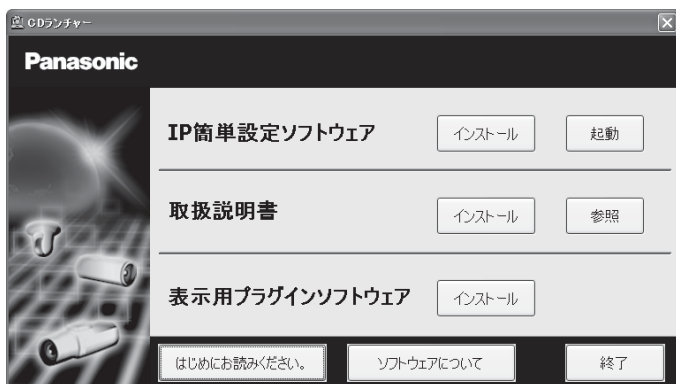 CDランチャー
Panasonic
IP簡単設定ソフトウェア インストール 起動
取扱説明書 インストール 参照
表示用プラグインソフトウェア インストール
はじめにお読みください。 ソフトウェアについて 終了